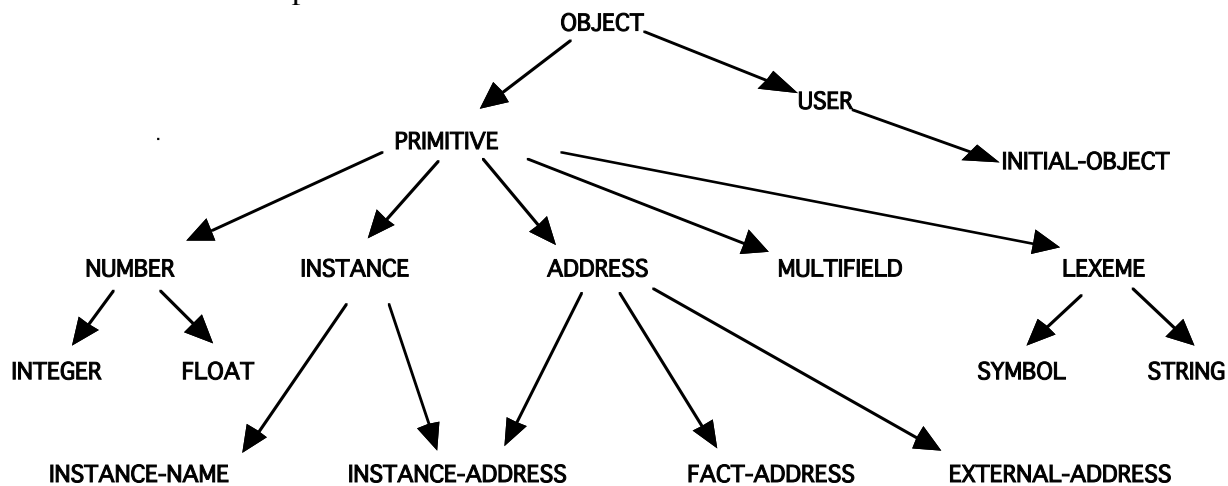 OBJECT
USER
PRIMITIVE
INITIAL-OBJECT
NUMBER INSTANCE ADDRESS MULTIFIELD LEXEME
INTEGER FLOAT SYMBOL STRING
INSTANCE-NAME INSTANCE-ADDRESS FACT-ADDRESS EXTERNAL-ADDRESS